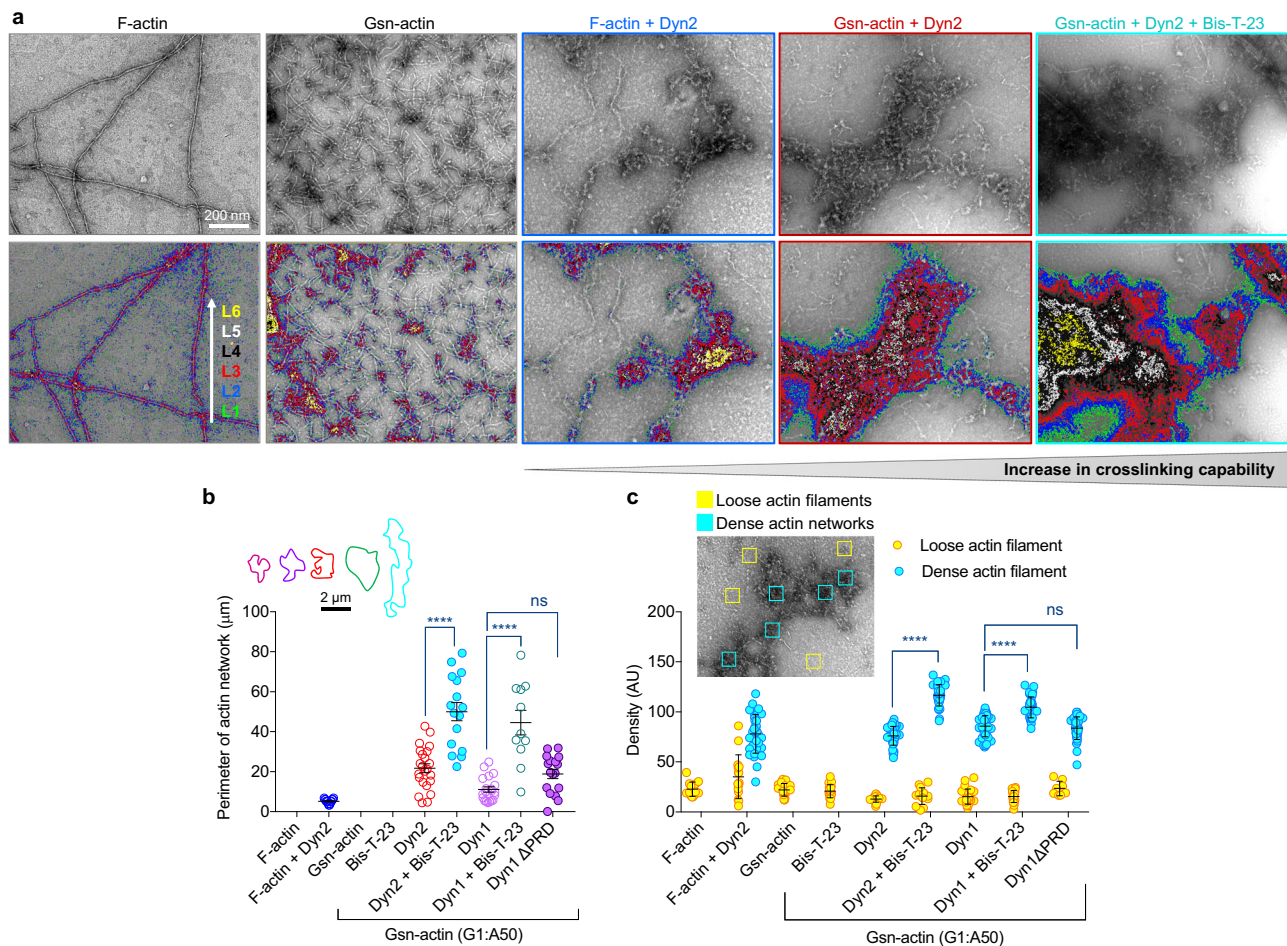 a
F-actin
Gsn-actin
F-actin + Dyn2
Gsn-actin + Dyn2
Gsn-actin + Dyn2 + Bis-T-23
200 nm
L6
L5
L4
L3
L2
L1
Increase in crosslinking capability
b
2 µm
Perimeter of actin network (µm)
100
80
60
40
20
0
****
****
ns
F-actin
F-actin + Dyn2
Gsn-actin
Bis-T-23
Dyn2
Dyn2 + Bis-T-23
Dyn1
Dyn1 + Bis-T-23
Dyn1 ΔPRD
Gsn-actin (G1:A50)
c
Loose actin filaments
Dense actin networks
Loose actin filament
Dense actin filament
Density (AU)
200
150
100
50
0
****
****
ns
F-actin
F-actin + Dyn2
Gsn-actin
Bis-T-23
Dyn2
Dyn2 + Bis-T-23
Dyn1
Dyn1 + Bis-T-23
Dyn1ΔPRD
Gsn-actin (G1:A50)